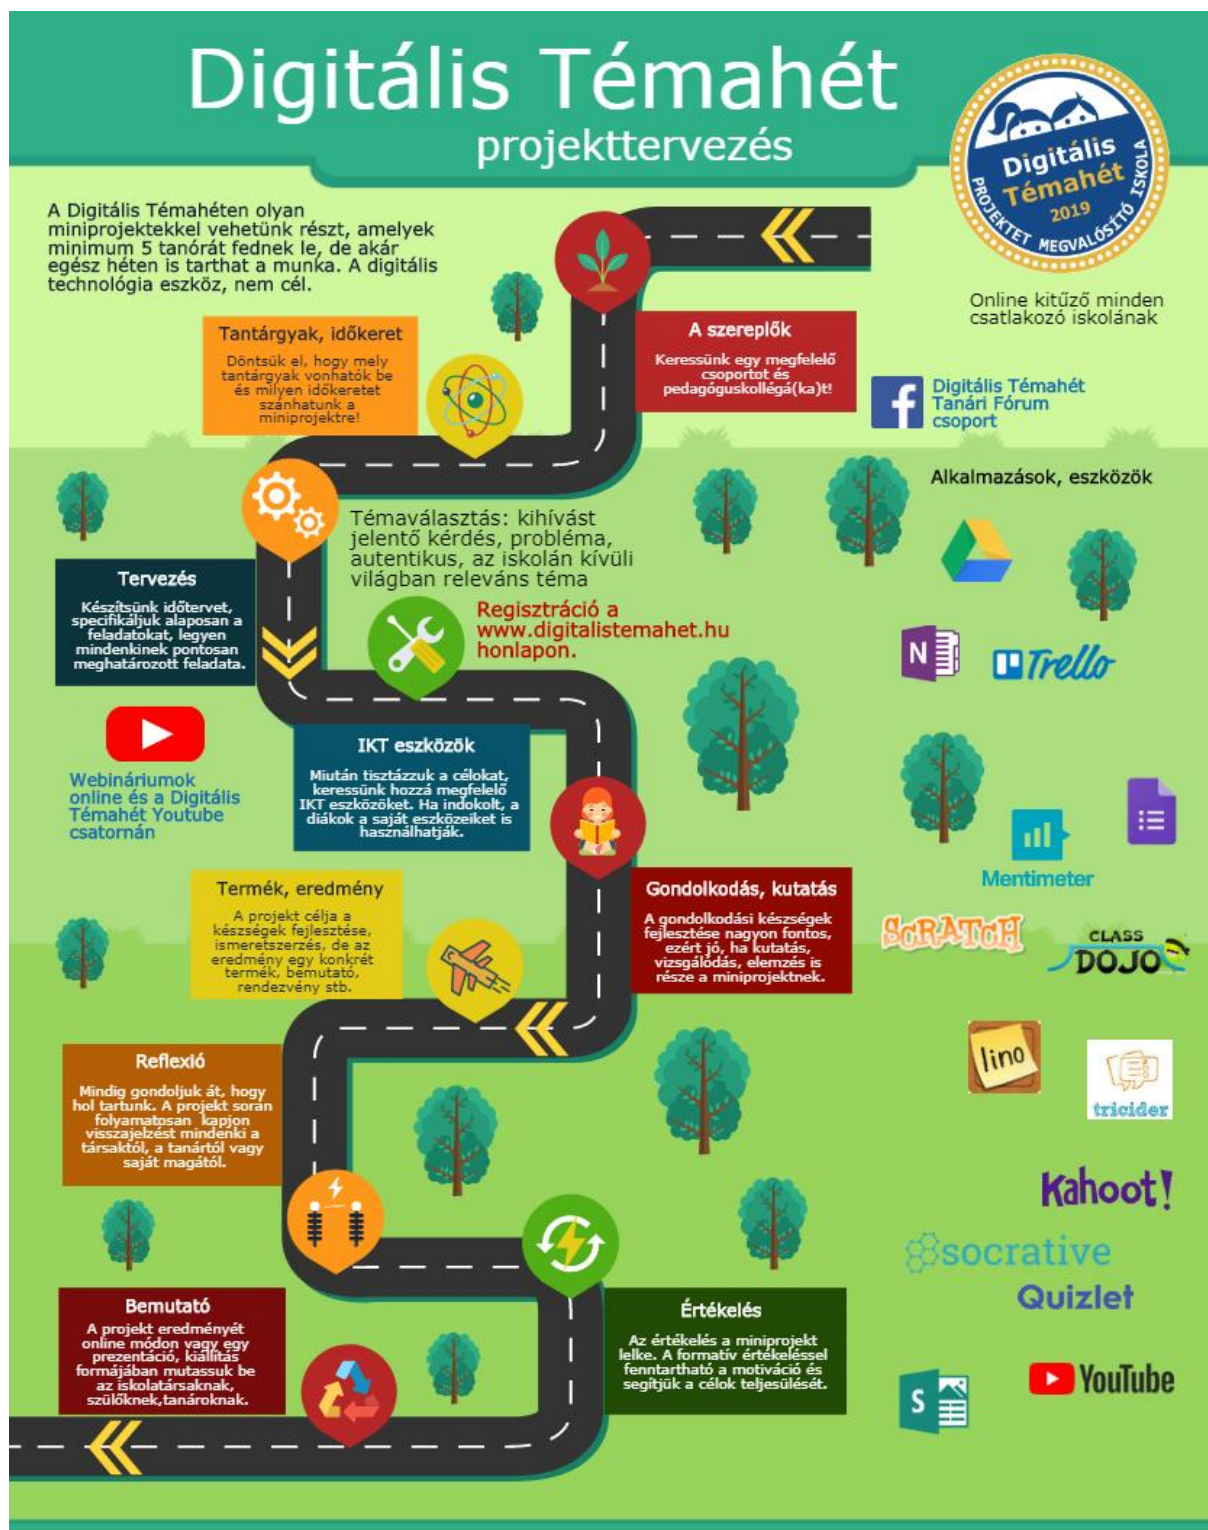 Digitális Témahét
projekttervezés
Digitális
Témahét
2019
PROJEKTET MEGVALÓSÍTÓ ISKOLA
A Digitális Témahéten olyan
miniprojektekkel vehetünk részt, amelyek
minimum 5 tanórát fednek le, de akár
egész héten is tarthat a munka. A digitális
technológia eszköz, nem cél.
Online kitűző minden
csatlakozó iskolának
A szereplők
Keressünk egy megfelelő
csoportot és
pedagóguskollégá(ka)t!
Tantárgyak, időkeret
Döntsük el, hogy mely
tantárgyak vonhatók be
és milyen időkeretet
szánhatunk a
miniprojektre!
f
Digitális Témahét
Tanári Fórum
csoport
Alkalmazások, eszközök
Témaválasztás: kihívást
jelentő kérdés, probléma,
autentikus, az iskolán kívüli
világban releváns téma
Tervezés
Készítsünk időtervet,
specifikáljuk alaposan a
feladatokat, legyen
mindenkinek pontosan
meghatározott feladata.
Regisztráció a
www.digitalistemahet.hu
honlapon.
N
Trello
Webináriumok
online és a Digitális
Témahét Youtube
csatornán
IKT eszközök
Miután tisztázzuk a célokat,
keressünk hozzá megfelelő
IKT eszközöket. Ha indokolt, a
diákok a saját eszközeiket is
használhatják.
Mentimeter
Termék, eredmény
A projekt célja a
készségek fejlesztése,
ismeretszerzés, de az
eredmény egy konkrét
termék, bemutató,
rendezvény stb.
Gondolkodás, kutatás
A gondolkodási készségek
fejlesztése nagyon fontos,
ezért jó, ha kutatás,
vizsgálódás, elemzés is
része a miniprojektnek.
SCRATCH
CLASS
DOJO
lino
tricider
Reflexió
Mindig gondoljuk át, hogy
hol tartunk. A projekt során
folyamatosan kapjon
visszajelzést mindenki a
társaktól, a tanártól vagy
saját magától.
Kahoot!
socrative
Quizlet
Értékelés
Az értékelés a miniprojekt
lelke. A formatív értékeléssel
fenntartható a motiváció és
segítjük a célok teljesülését.
Bemutató
A projekt eredményét
online módon vagy egy
prezentáció, kiállítás
formájában mutassuk be
az iskolatársaknak,
szülőknek,tanároknak.
S
YouTube